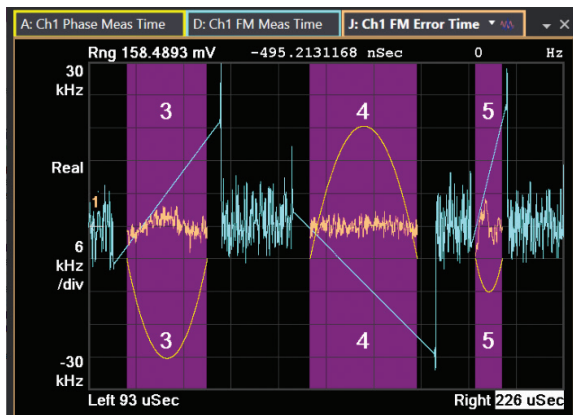 A: Ch1 Phase Meas Time D: Ch1 FM Meas Time J: Ch1 FM Error Time
Rng 158.4893 mV -495.2131168 nSec 0 Hz
30
kHz
3 4 5
Real
1
6
kHz
/div
3 4 5
-30
kHz
Left 93 uSec Right 226 uSec